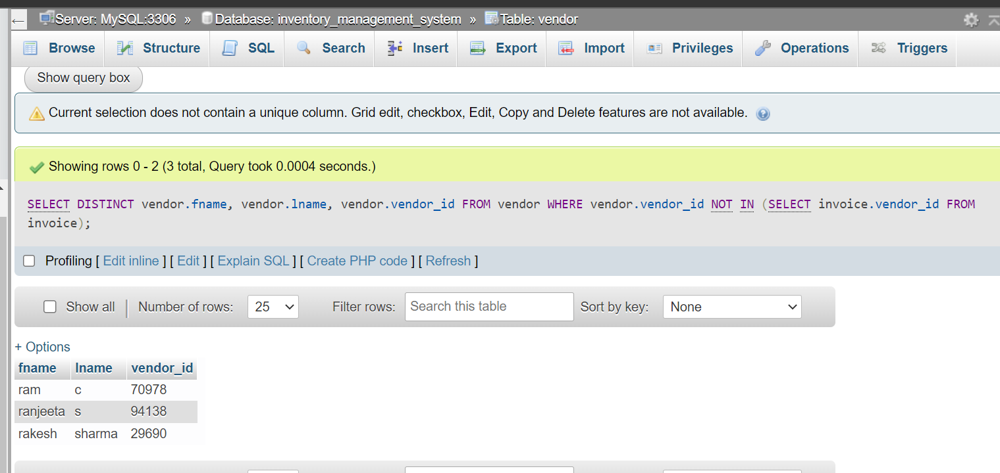 Server: MySQL:3306 » Database: inventory_management_system » Table: vendor
Browse Structure SQL Search Insert Export Import Privileges Operations Triggers
Show query box
Current selection does not contain a unique column. Grid edit, checkbox, Edit, Copy and Delete features are not available.
Showing rows 0 - 2 (3 total, Query took 0.0004 seconds.)
SELECT DISTINCT vendor.fname, vendor.lname, vendor.vendor_id FROM vendor WHERE vendor.vendor_id NOT IN (SELECT invoice.vendor_id FROM
invoice);
Profiling [ Edit inline ] [ Edit ] [ Explain SQL ] [ Create PHP code ] [ Refresh ]
Show all Number of rows: 25 Filter rows: Search this table Sort by key: None
+ Options
fname lname vendor_id
ram c 70978
ranjeeta s 94138
rakesh sharma 29690